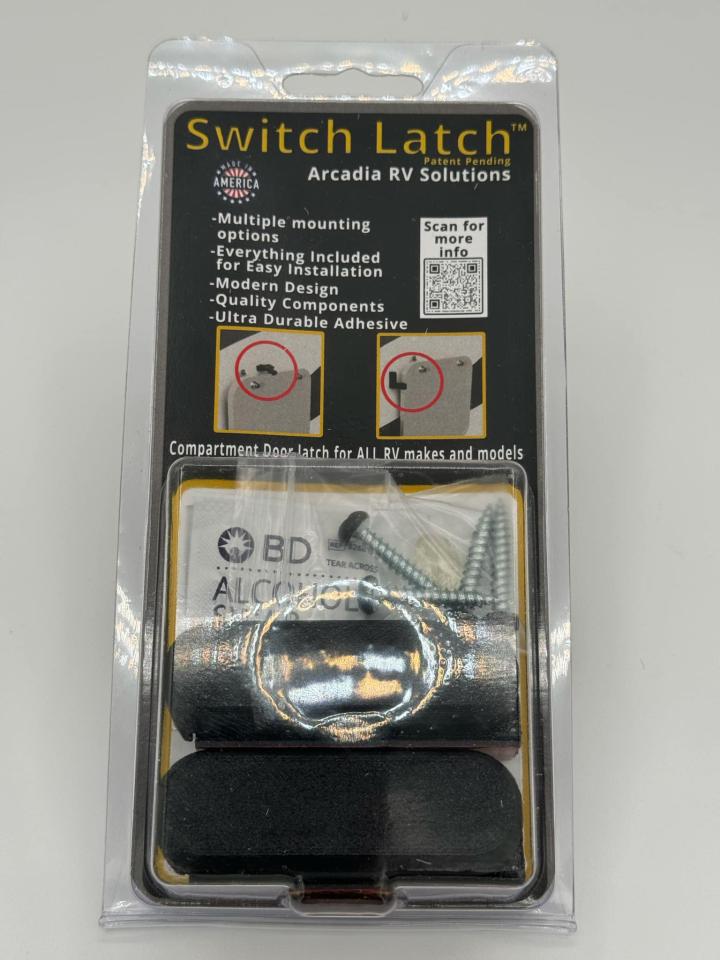 Switch Latch™
Patent Pending
Arcadia RV Solutions
MADE IN
AMERICA
-Multiple mounting
options
-Everything Included
for Easy Installation
-Modern Design
-Quality Components
-Ultra Durable Adhesive
Scan for
more
info
Compartment Door latch for ALL RV makes and models
BD
REF
TEAR ACROSS
ALCOHOL